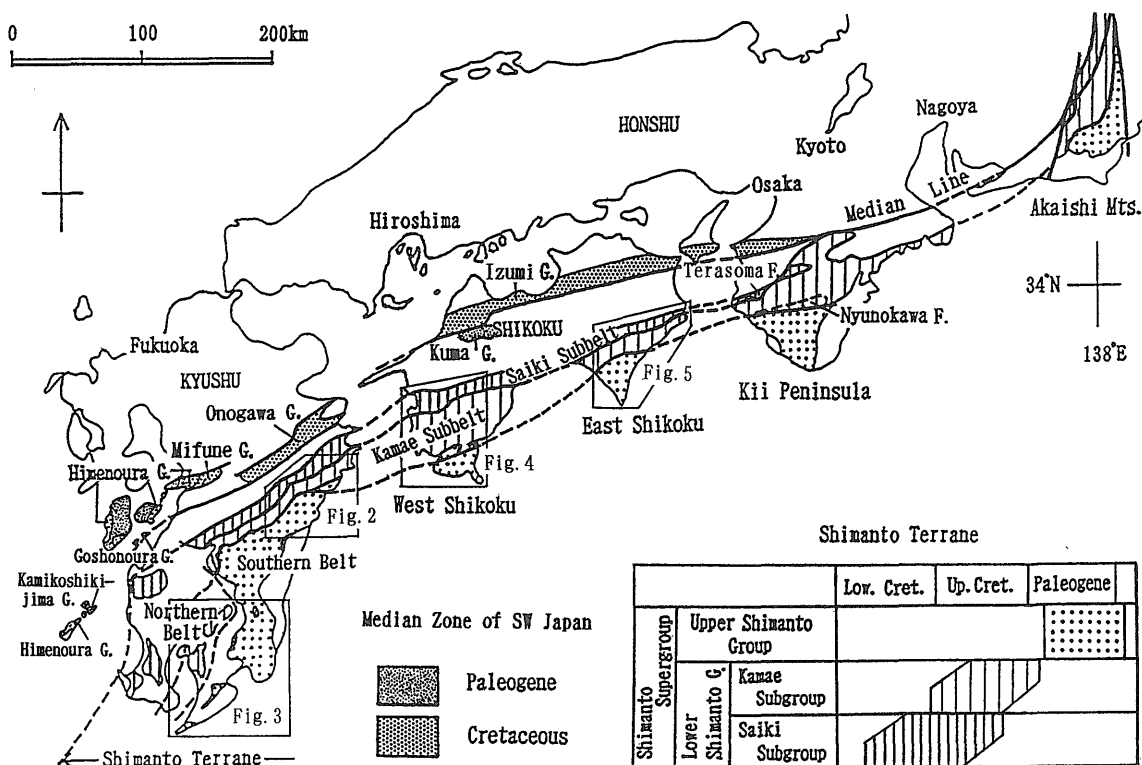 0 100 200km
HONSHU
Nagoya
Kyoto
Osaka
Median Line
Akaishi Mts.
Hiroshima
Izumi G.
Terasoma F.
34°N
Nyunokawa F.
138°E
SHIKOKU
Kuma G.
Saiki Subbelt
Fig. 5
Kii Peninsula
Fukuoka
KYUSHU
Onogawa G.
Kamae Subbelt
East Shikoku
Mifune G.
Himenoura G.
Fig. 4
Fig. 2
West Shikoku
Goshonoura G.
Southern Belt
Kamikoshiki-
jima G.
Northern
Belt
Himenoura G.
Fig. 3
Shimanto Terrane
Median Zone of SW Japan
Paleogene
Cretaceous
Shimanto Terrane
Low. Cret. Up. Cret. Paleogene
Shimanto
Supergroup
Upper Shimanto
Group
Lower
Shimanto G.
Kamae
Subgroup
Saiki
Subgroup